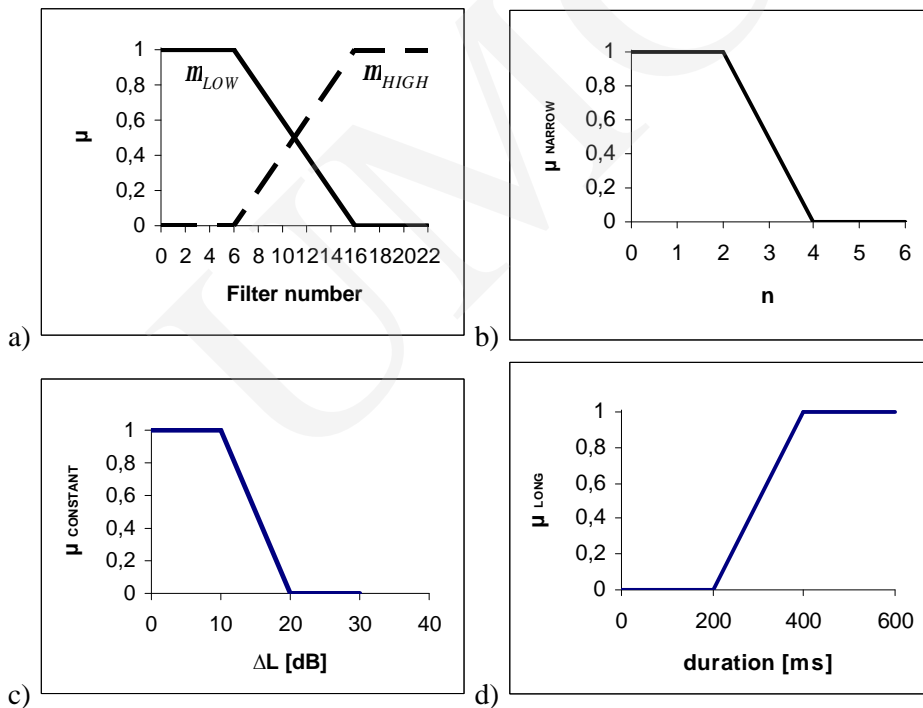 1
0,8
0,6
0,4
0,2
0
µ
m LOW
m HIGH
0 2 4 6 8 10 12 14 16 18 20 22
Filter number
a)
1
0,8
0,6
0,4
0,2
0
µ NARROW
0 1 2 3 4 5 6
n
b)
1
0,8
0,6
0,4
0,2
0
µ CONSTANT
0 10 20 30 40
ΔL [dB]
c)
1
0,8
0,6
0,4
0,2
0
µ LONG
0 200 400 600
duration [ms]
d)
UMC